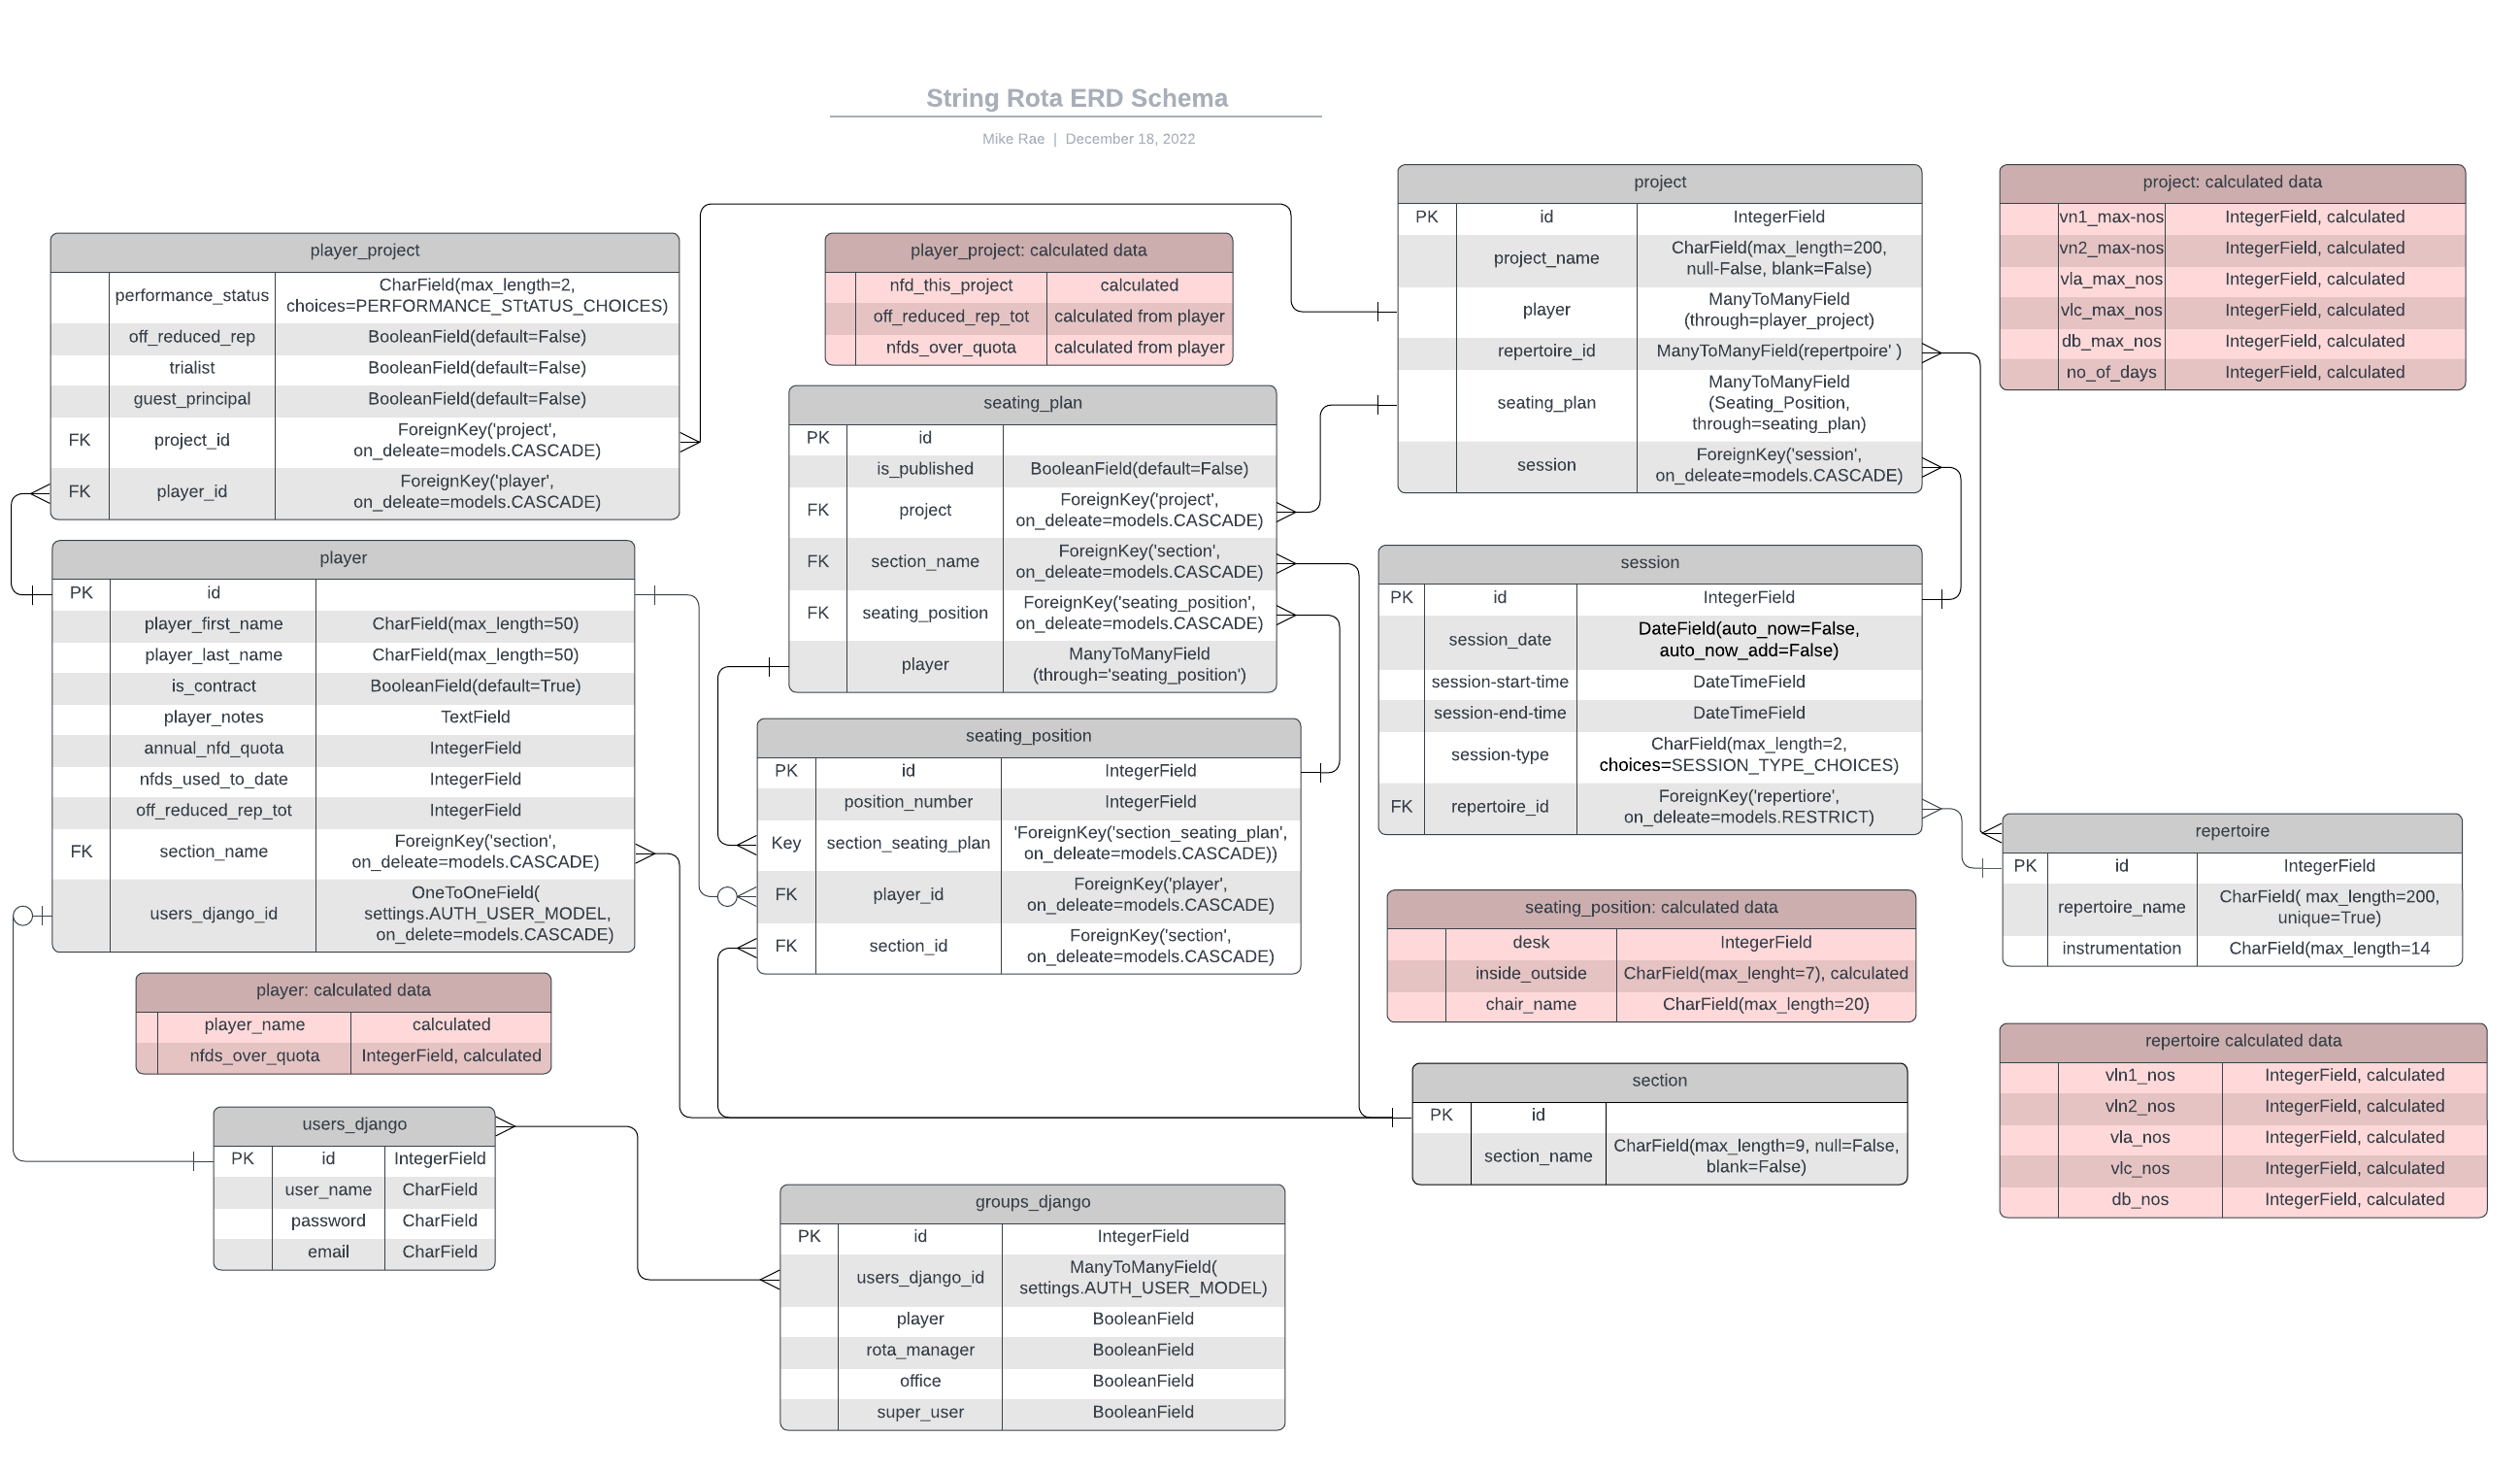 String Rota ERD Schema
Mike Rae | December 18, 2022
player_project
performance_status
CharField(max_length=2,
choices=PERFORMANCE_STtATUS_CHOICES)
off_reduced_rep
BooleanField(default=False)
trialist
BooleanField(default=False)
guest_principal
BooleanField(default=False)
FK
project_id
ForeignKey('project',
on_deleate=models.CASCADE)
FK
player_id
ForeignKey('player',
on_deleate=models.CASCADE)
player_project: calculated data
nfd_this_project
calculated
off_reduced_rep_tot
calculated from player
nfds_over_quota
calculated from player
project
PK
id
IntegerField
project_name
CharField(max_length=200,
null-False, blank=False)
player
ManyToManyField
(through=player_project)
repertoire_id
ManyToManyField(repertpoire' )
seating_plan
ManyToManyField
(Seating_Position,
through=seating_plan)
session
ForeignKey('session',
on_deleate=models.CASCADE)
project: calculated data
vn1_max-nos
IntegerField, calculated
vn2_max-nos
IntegerField, calculated
vla_max_nos
IntegerField, calculated
vlc_max_nos
IntegerField, calculated
db_max_nos
IntegerField, calculated
no_of_days
IntegerField, calculated
seating_plan
PK
id
is_published
BooleanField(default=False)
FK
project
ForeignKey('project',
on_deleate=models.CASCADE)
FK
section_name
ForeignKey('section',
on_deleate=models.CASCADE)
FK
seating_position
ForeignKey('seating_position',
on_deleate=models.CASCADE)
player
ManyToManyField
(through='seating_position')
player
PK
id
player_first_name
CharField(max_length=50)
player_last_name
CharField(max_length=50)
is_contract
BooleanField(default=True)
player_notes
TextField
annual_nfd_quota
IntegerField
nfds_used_to_date
IntegerField
off_reduced_rep_tot
IntegerField
FK
section_name
ForeignKey('section',
on_deleate=models.CASCADE)
users_django_id
OneToOneField(
settings.AUTH_USER_MODEL,
on_delete=models.CASCADE)
session
PK
id
IntegerField
session_date
DateField(auto_now=False,
auto_now_add=False)
session-start-time
DateTimeField
session-end-time
DateTimeField
session-type
CharField(max_length=2,
choices=SESSION_TYPE_CHOICES)
FK
repertoire_id
ForeignKey('repertiore',
on_deleate=models.RESTRICT)
seating_position
PK
id
IntegerField
position_number
IntegerField
Key
section_seating_plan
'ForeignKey('section_seating_plan',
on_deleate=models.CASCADE))
FK
player_id
ForeignKey('player',
on_deleate=models.CASCADE)
FK
section_id
ForeignKey('section',
on_deleate=models.CASCADE)
repertoire
PK
id
IntegerField
repertoire_name
CharField( max_length=200,
unique=True)
instrumentation
CharField(max_length=14
seating_position: calculated data
desk
IntegerField
inside_outside
CharField(max_lenght=7), calculated
chair_name
CharField(max_length=20)
player: calculated data
player_name
calculated
nfds_over_quota
IntegerField, calculated
repertoire calculated data
vln1_nos
IntegerField, calculated
vln2_nos
IntegerField, calculated
vla_nos
IntegerField, calculated
vlc_nos
IntegerField, calculated
db_nos
IntegerField, calculated
section
PK
id
section_name
CharField(max_length=9, null=False,
blank=False)
users_django
PK
id
IntegerField
user_name
CharField
password
CharField
email
CharField
groups_django
PK
id
IntegerField
users_django_id
ManyToManyField(
settings.AUTH_USER_MODEL)
player
BooleanField
rota_manager
BooleanField
office
BooleanField
super_user
BooleanField